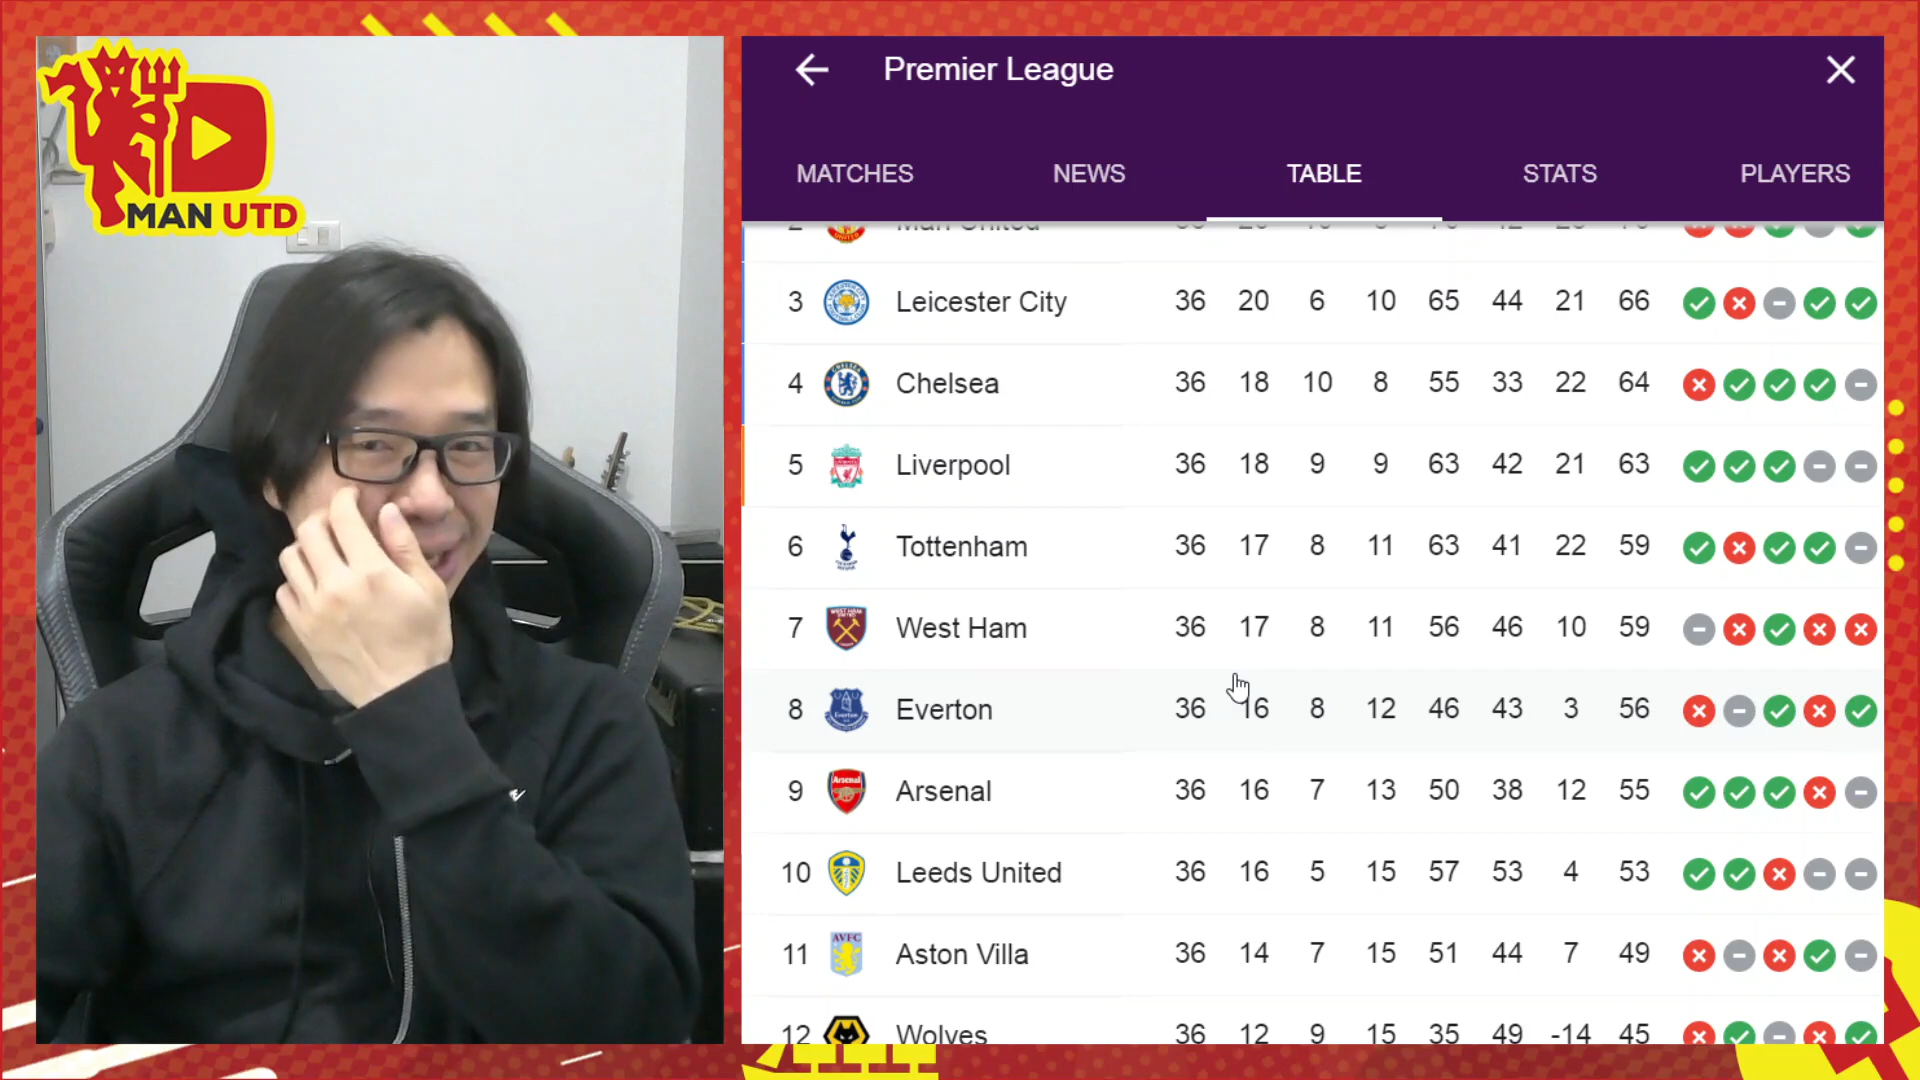 MAN UTD
Premier League
MATCHES NEWS TABLE STATS PLAYERS
2 Man United
3 Leicester City 36 20 6 10 65 44 21 66
4 Chelsea 36 18 10 8 55 33 22 64
5 Liverpool 36 18 9 9 63 42 21 63
6 Tottenham 36 17 8 11 63 41 22 59
7 West Ham 36 17 8 11 56 46 10 59
8 Everton 36 16 8 12 46 43 3 56
9 Arsenal 36 16 7 13 50 38 12 55
10 Leeds United 36 16 5 15 57 53 4 53
11 Aston Villa 36 14 7 15 51 44 7 49
12 Wolves 36 12 9 15 35 49 -14 45